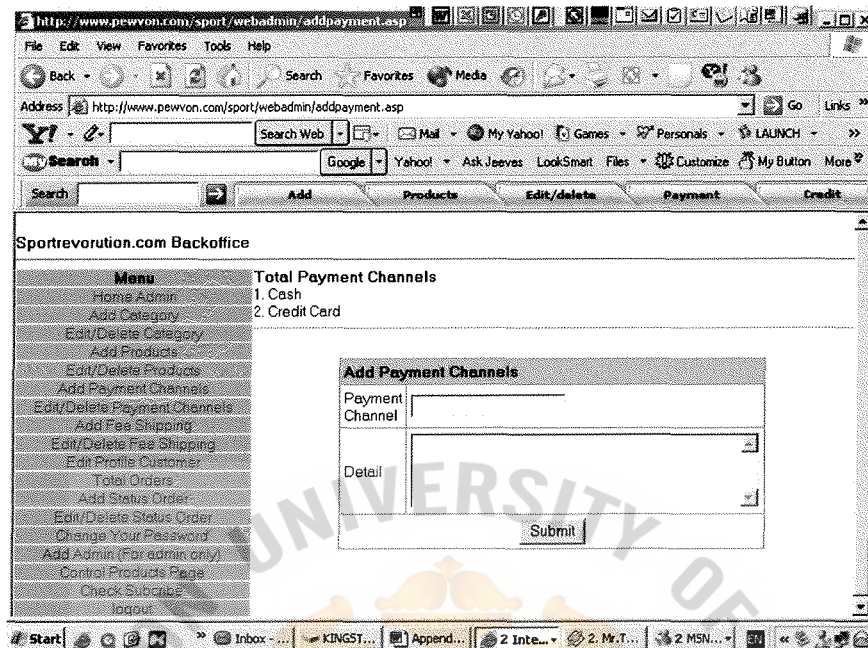 http://www.pewvon.com/sport/webadmin/addpayment.asp
File Edit View Favorites Tools Help
Back Search Favorites Media
Address http://www.pewvon.com/sport/webadmin/addpayment.asp Go Links »
Y! Search Web Mail My Yahoo! Games Personals LAUNCH »
My Search Google Yahoo! Ask Jeeves LookSmart Files Customize My Button More »
Search Add Products Edit/delete Payment Credit
Sportrevorution.com Backoffice
Menu
Home Admin
Add Category
Edit/Delete Category
Add Products
Edit/Delete Products
Add Payment Channels
Edit/Delete Payment Channels
Add Fee Shipping
Edit/Delete Fee Shipping
Edit Profile Customer
Total Orders
Add Status Order
Edit/Delete Status Order
Change Your Password
Add Admin (For admin only)
Control Products Page
Check Subcribe
logout
Total Payment Channels
1. Cash
2. Credit Card
Add Payment Channels
Payment Channel
Detail
Submit
UNIVERSITY OF
Start » Inbox - ... KINGST... Append... 2 Inte... 2. Mr.T... 2 MSN... EN «